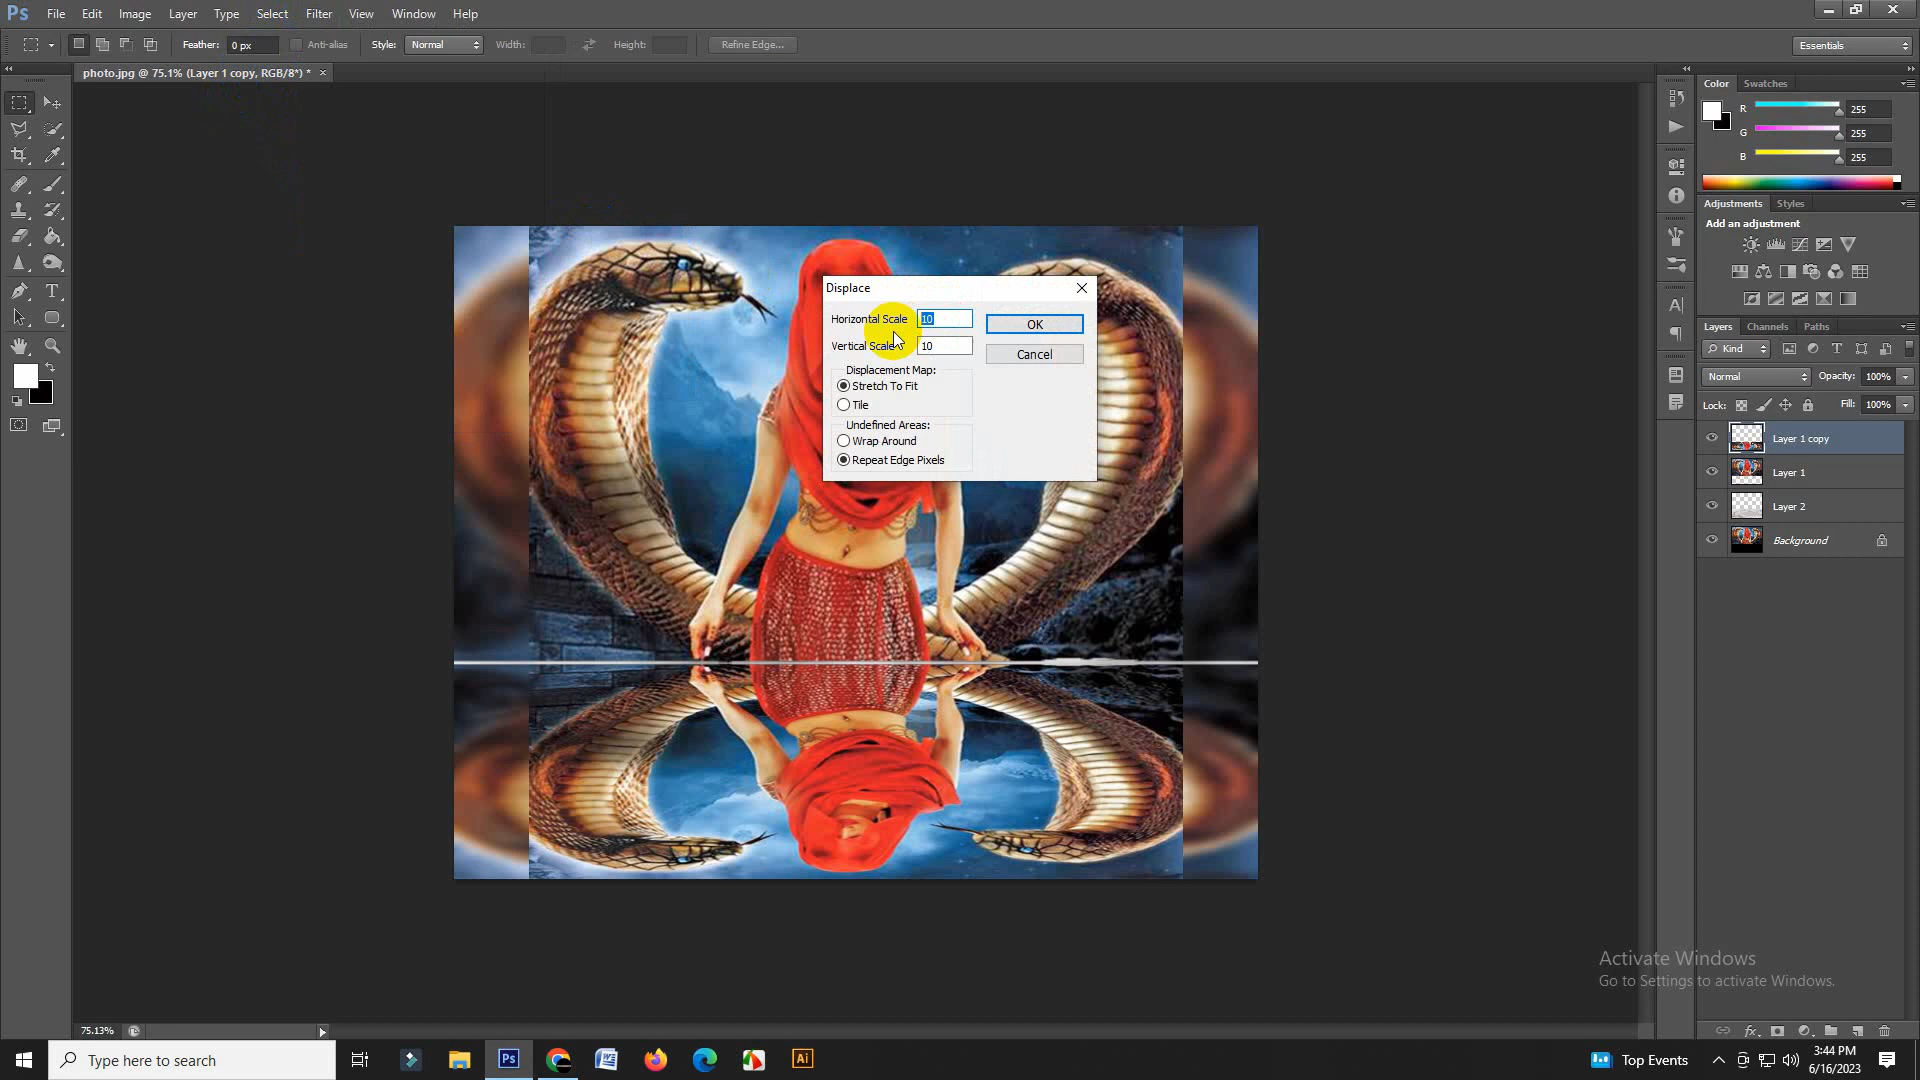 Ps File Edit Image Layer Type Select Filter View Window Help
Feather: 0 px Anti-alias Style: Normal Width: Height: Refine Edge... Essentials
photo.jpg @ 75.1% (Layer 1 copy, RGB/8*) * ×
Color Swatches
R 255
G 255
B 255
Adjustments Styles
Add an adjustment
Layers Channels Paths
Kind
Normal Opacity: 100%
Lock: Fill: 100%
Layer 1 copy
Layer 1
Layer 2
Background
Displace
Horizontal Scale 10 OK
Vertical Scale 10 Cancel
Displacement Map:
Stretch To Fit
Tile
Undefined Areas:
Wrap Around
Repeat Edge Pixels
Activate Windows
Go to Settings to activate Windows.
75.13%
fx
Type here to search Ps W Ai Top Events 3:44 PM
6/16/2023